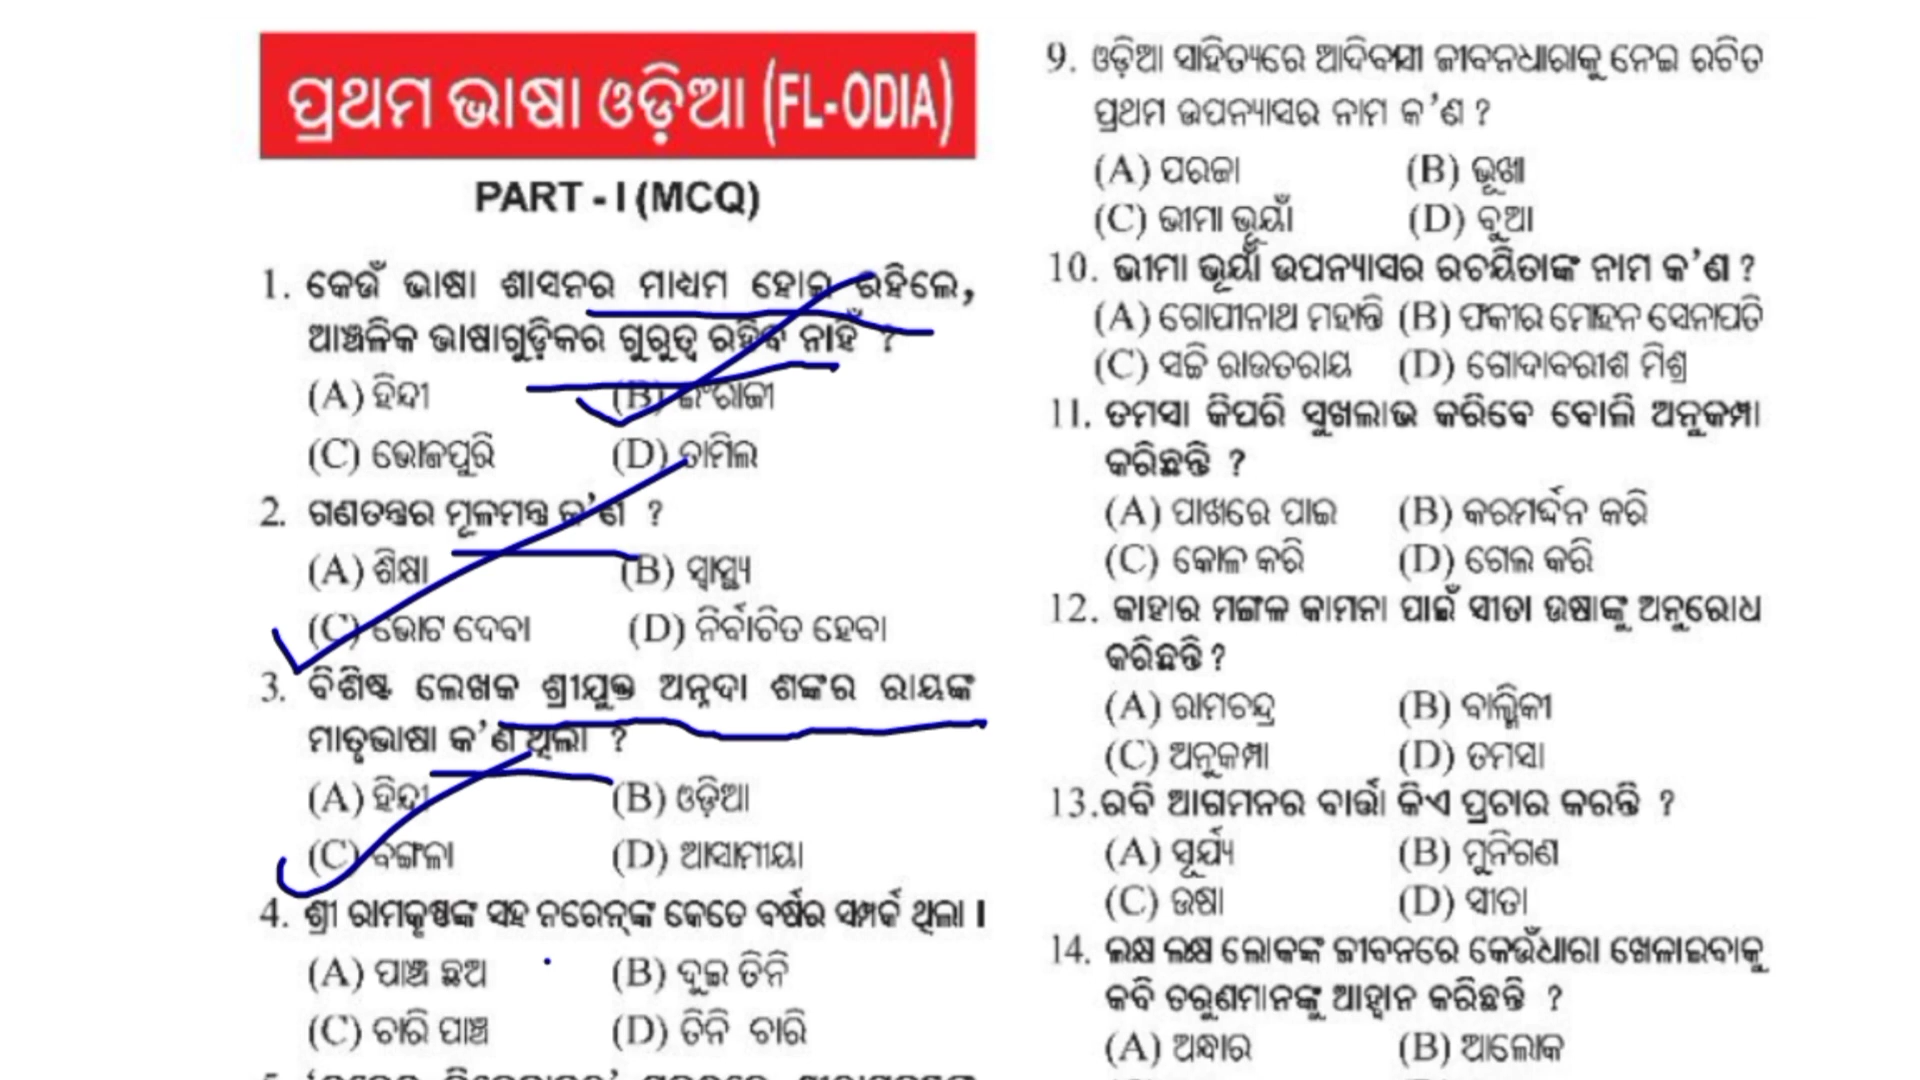 ପ୍ରଥମ ଭାଷା ଓଡ଼ିଆ (FL-ODIA)
PART - I (MCQ)
1. କେଉଁ ଭାଷା ଶାସନର ମାଧ୍ୟମ ହୋଇ ରହିଲେ,
ଆଞ୍ଚଳିକ ଭାଷାଗୁଡ଼ିକର ଗୁରୁତ୍ୱ ରହିବ ନାହିଁ ?
(A) ହିନ୍ଦୀ (B) ଇଂରାଜୀ
(C) ଭୋଜପୁରି (D) ତାମିଲ
2. ଗଣତନ୍ତ୍ରର ମୂଳମନ୍ତ୍ର କ'ଣ ?
(A) ଶିକ୍ଷା (B) ସ୍ୱାସ୍ଥ୍ୟ
(C) ଭୋଟ ଦେବା (D) ନିର୍ବାଚିତ ହେବା
3. ବିଶିଷ୍ଟ ଲେଖକ ଶ୍ରୀଯୁକ୍ତ ଅନ୍ନଦା ଶଙ୍କର ରାୟଙ୍କ
ମାତୃଭାଷା କ'ଣ ଥିଲା ?
(A) ହିନ୍ଦୀ (B) ଓଡ଼ିଆ
(C) ବଙ୍ଗଳା (D) ଆସାମୀୟା
4. ଶ୍ରୀ ରାମକୃଷ୍ଣଙ୍କ ସହ ନରେନ୍‌ଙ୍କ କେତେ ବର୍ଷର ସମ୍ପର୍କ ଥିଲା ।
(A) ପାଞ୍ଚ ଛଅ (B) ଦୁଇ ତିନି
(C) ଚାରି ପାଞ୍ଚ (D) ତିନି ଚାରି
9. ଓଡ଼ିଆ ସାହିତ୍ୟରେ ଆଦିବାସୀ ଜୀବନଧାରାକୁ ନେଇ ରଚିତ
ପ୍ରଥମ ଉପନ୍ୟାସର ନାମ କ'ଣ ?
(A) ପରଜା (B) ଭୂଖା
(C) ଭୀମା ଭୂୟାଁ (D) ବୁଆ
10. ଭୀମା ଭୂୟାଁ ଉପନ୍ୟାସର ରଚୟିତାଙ୍କ ନାମ କ'ଣ ?
(A) ଗୋପୀନାଥ ମହାନ୍ତି (B) ଫକୀର ମୋହନ ସେନାପତି
(C) ସଚ୍ଚି ରାଉତରାୟ (D) ଗୋଦାବରୀଶ ମିଶ୍ର
11. ତମସା କିପରି ସୁଖଲାଭ କରିବେ ବୋଲି ଅନୁକମ୍ପା
କରିଛନ୍ତି ?
(A) ପାଖରେ ପାଇ (B) କରମର୍ଦ୍ଦନ କରି
(C) କୋଳ କରି (D) ଗେଲ କରି
12. କାହାର ମଙ୍ଗଳ କାମନା ପାଇଁ ସୀତା ଉଷାଙ୍କୁ ଅନୁରୋଧ
କରିଛନ୍ତି ?
(A) ରାମଚନ୍ଦ୍ର (B) ବାଲ୍ମିକୀ
(C) ଅନୁକମ୍ପା (D) ତମସା
13. ରବି ଆଗମନର ବାର୍ତ୍ତା କିଏ ପ୍ରଚାର କରନ୍ତି ?
(A) ସୂର୍ଯ୍ୟ (B) ମୁନିଗଣ
(C) ଉଷା (D) ସୀତା
14. ଲକ୍ଷ ଲକ୍ଷ ଲୋକଙ୍କ ଜୀବନରେ କେଉଁଧାରା ଖେଳାଇବାକୁ
କବି ତରୁଣମାନଙ୍କୁ ଆହ୍ୱାନ କରିଛନ୍ତି ?
(A) ଅନ୍ଧାର (B) ଆଲୋକ